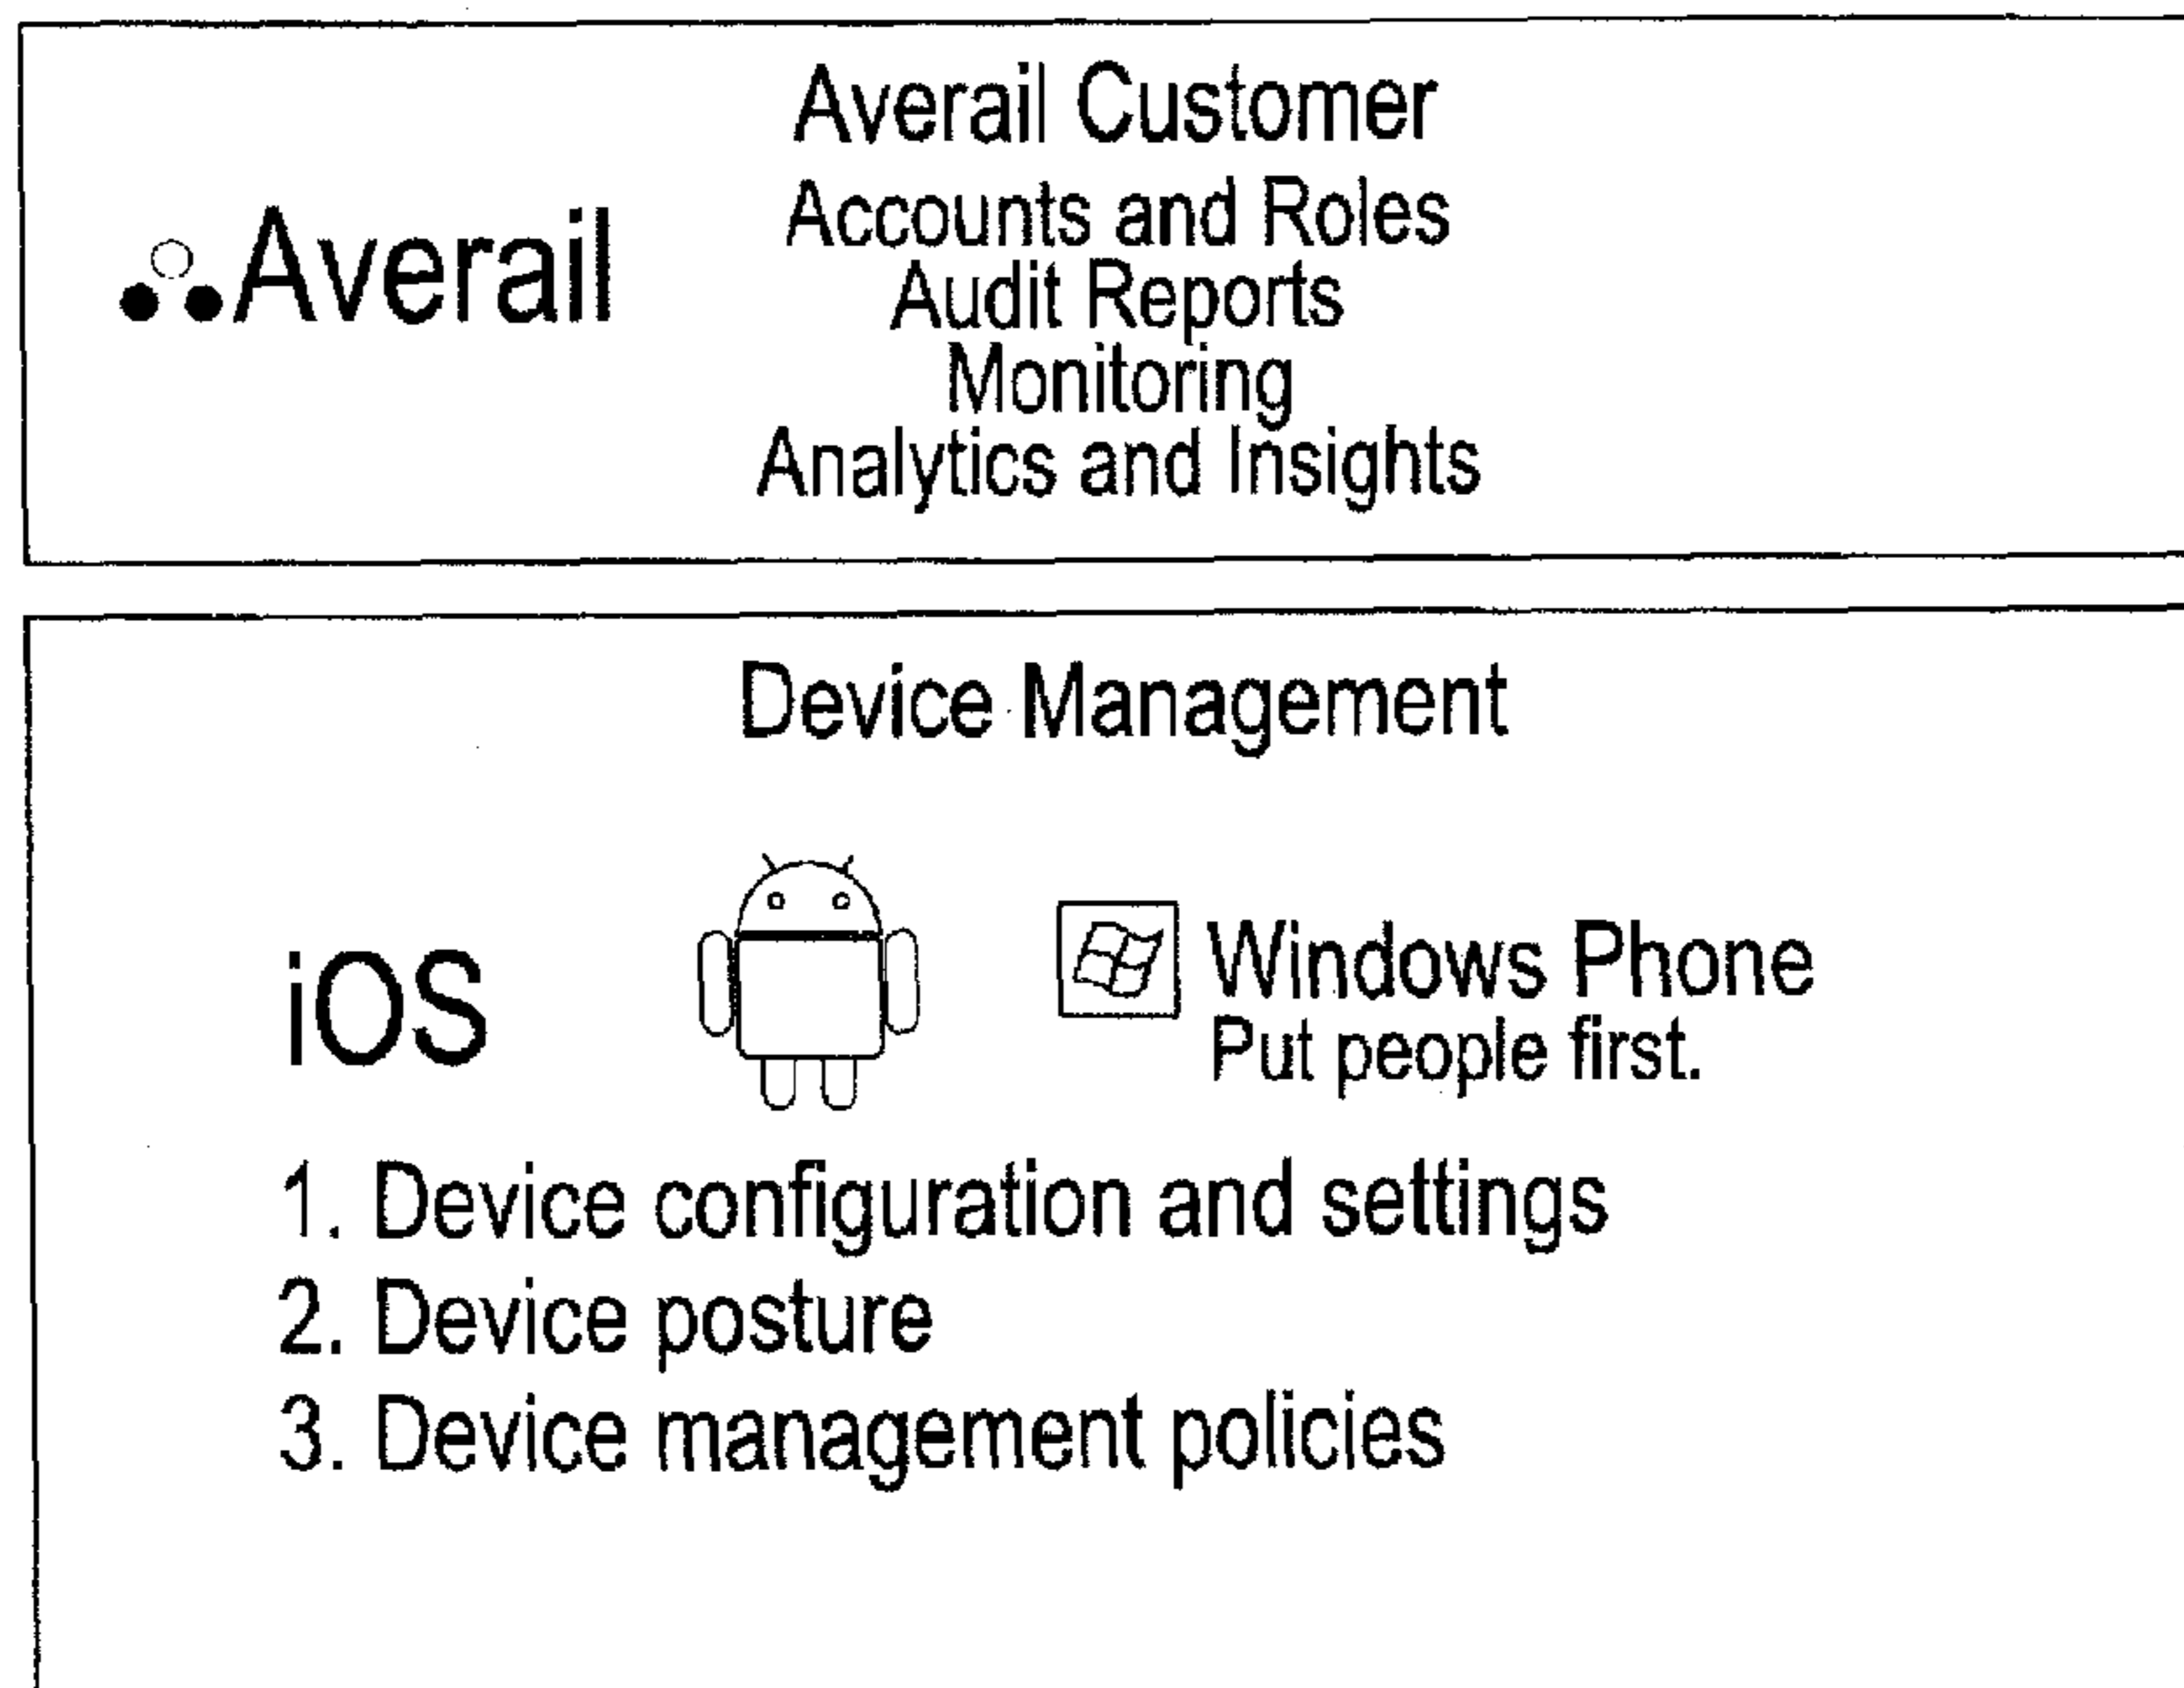 Averail Customer
Averail
Accounts and Roles
Audit Reports
Monitoring
Analytics and Insights
Device Management
iOS
Windows Phone
Put people first.
1. Device configuration and settings
2. Device posture
3. Device management policies